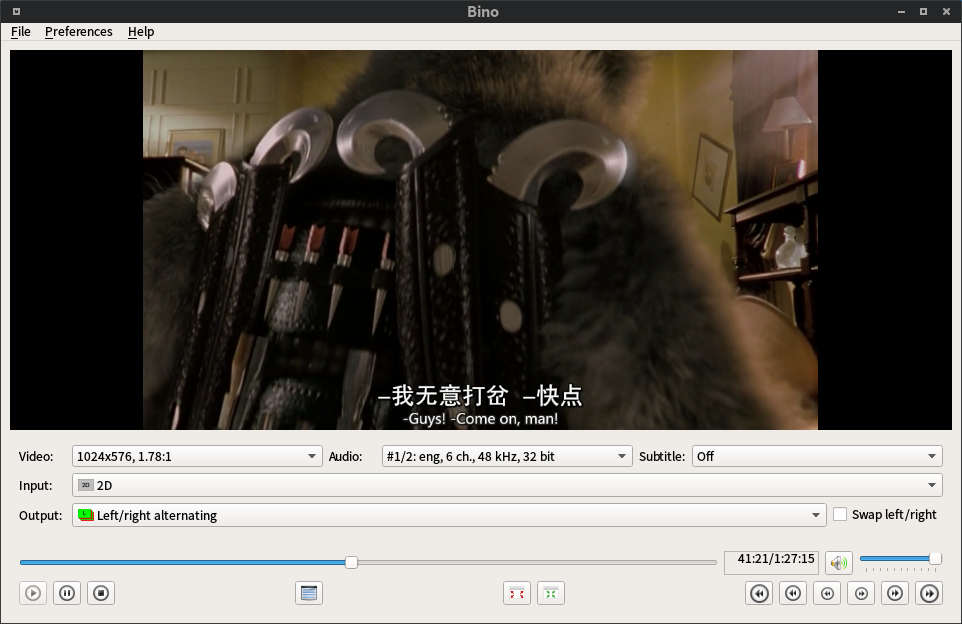 Bino
File Preferences Help
–我无意打岔 –快点
-Guys! -Come on, man!
Video: 1024x576, 1.78:1 Audio: #1/2: eng, 6 ch., 48 kHz, 32 bit Subtitle: Off
Input: 2D 2D
Output: L Left/right alternating Swap left/right
41:21/1:27:15